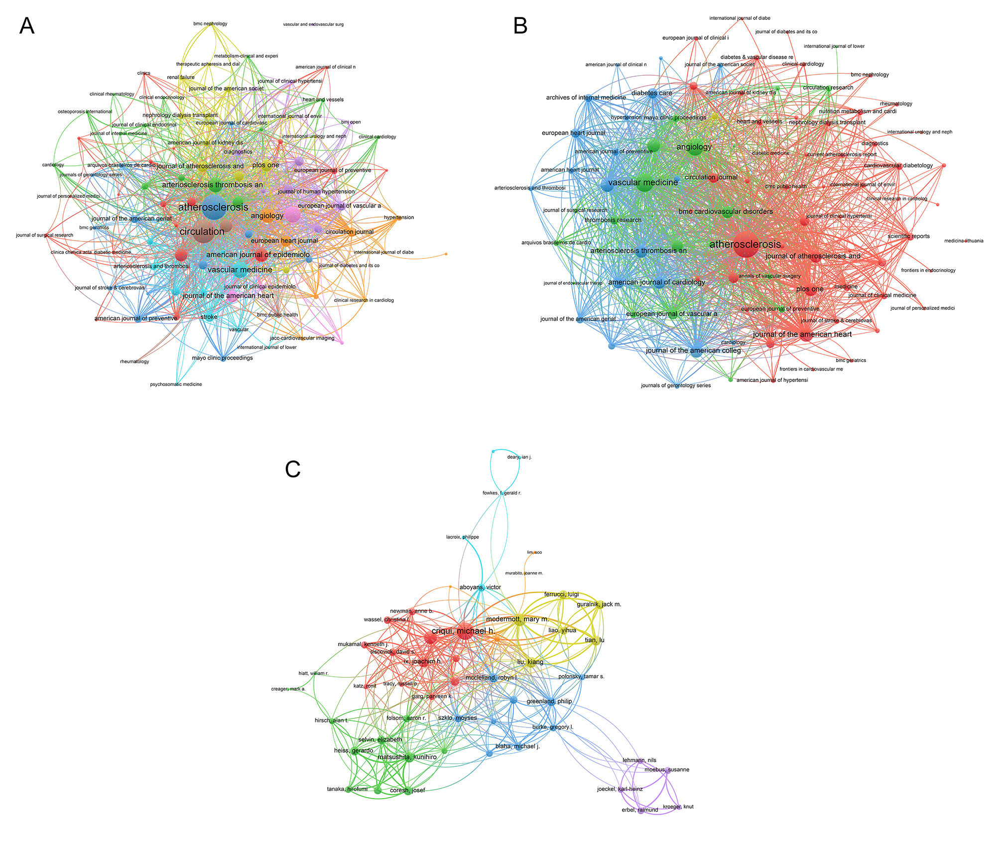 A
bmc nephrology
vascular and endovascular surg
metabolism-clinical and experi
therapeutic apheresis and dial
american journal of clinical n
clinics
renal failure
journal of clinical hypertensi
journal of the american societ
clinical rheumatology
clinical endocrinology
heart and vessels
osteoporosis international
nephrology dialysis transplant
international journal of envir
journal of clinical endocrinol
european journal of cardiovasc
bmj open
journal of internal medicine
international urology and neph
clinical cardiology
american journal of kidney dis
diagnostics
cardiology
arquivos brasileiros de cardio
journal of atherosclerosis and
plos one
european journal of preventive
journals of gerontology series
arteriosclerosis thrombosis an
journal of human hypertension
journal of personalized medici
atherosclerosis
european journal of vascular a
journal of the american geriat
angiology
hypertension
bmc geriatrics
circulation
circulation journal
journal of surgical research
european heart journal
clinica chimica acta
diabetic medicine
american journal of epidemiolo
international journal of diabe
arteriosclerosis and thrombosi
vascular medicine
journal of diabetes and its co
journal of stroke & cerebrovas
journal of clinical epidemiolo
journal of the american heart
clinical research in cardiolog
american journal of preventive
stroke
bmc public health
vascular
jacc-cardiovascular imaging
international journal of lower
mayo clinic proceedings
rheumatology
psychosomatic medicine
B
international journal of diabe
journal of diabetes and its co
european journal of clinical i
international journal of lower
diabetes & vascular disease re
american journal of clinical n
journal of the american societ
clinical cardiology
bmc nephrology
circulation research
archives of internal medicine
diabetes care
american journal of kidney dis
rheumatology
nutrition metabolism and cardi
hypertension
mayo clinic proceedings
heart and vessels
nephrology dialysis transplant
european heart journal
international urology and neph
diagnostics
american journal of preventive
angiology
diabetic medicine
current atherosclerosis report
cardiovascular diabetology
american heart journal
circulation journal
vascular medicine
arteriosclerosis and thrombosi
bmc public health
international journal of envir
clinical research in cardiolog
journal of surgical research
bmc cardiovascular disorders
thrombosis research
journal of clinical hypertensi
scientific reports
arquivos brasileiros de cardio
atherosclerosis
medicina-lithuania
arteriosclerosis thrombosis an
journal of atherosclerosis and
frontiers in endocrinology
annals of vascular surgery
journal of endovascular therap
american journal of cardiology
medicine
plos one
journal of clinical medicine
european journal of preventive
journal of personalized medici
european journal of vascular a
journal of the american geriat
journal of stroke & cerebrovas
journal of the american heart
cardiology
journal of the american colleg
bmc geriatrics
frontiers in cardiovascular me
american journal of hypertensi
journals of gerontology series
C
deary, ian j.
fowkes, f. gerald r.
lacroix, philippe
lim, soo
murabito, joanne m.
aboyans, victor
ferrucci, luigi
guralnik, jack m.
newman, anne b.
wassel, christina l.
mcdermott, mary m.
criqui, michael h.
liao, yihua
tian, lu
mukamal, kenneth j.
siscovick, david s.
ix, joachim h.
liu, kiang
hiatt, william r.
mcclelland, robyn l.
polonsky, tamar s.
katz, ronit
tracy, russell p.
creager, mark a.
garg, parveen k.
greenland, philip
hirsch, alan t.
folsom, aaron r.
szklo, moyses
burke, gregory l.
selvin, elizabeth
blaha, michael j.
heiss, gerardo
matsushita, kunihiro
lehmann, nils
moebus, susanne
tanaka, hirofumi
coresh, josef
joeckel, karl-heinz
kroeger, knut
erbel, raimund